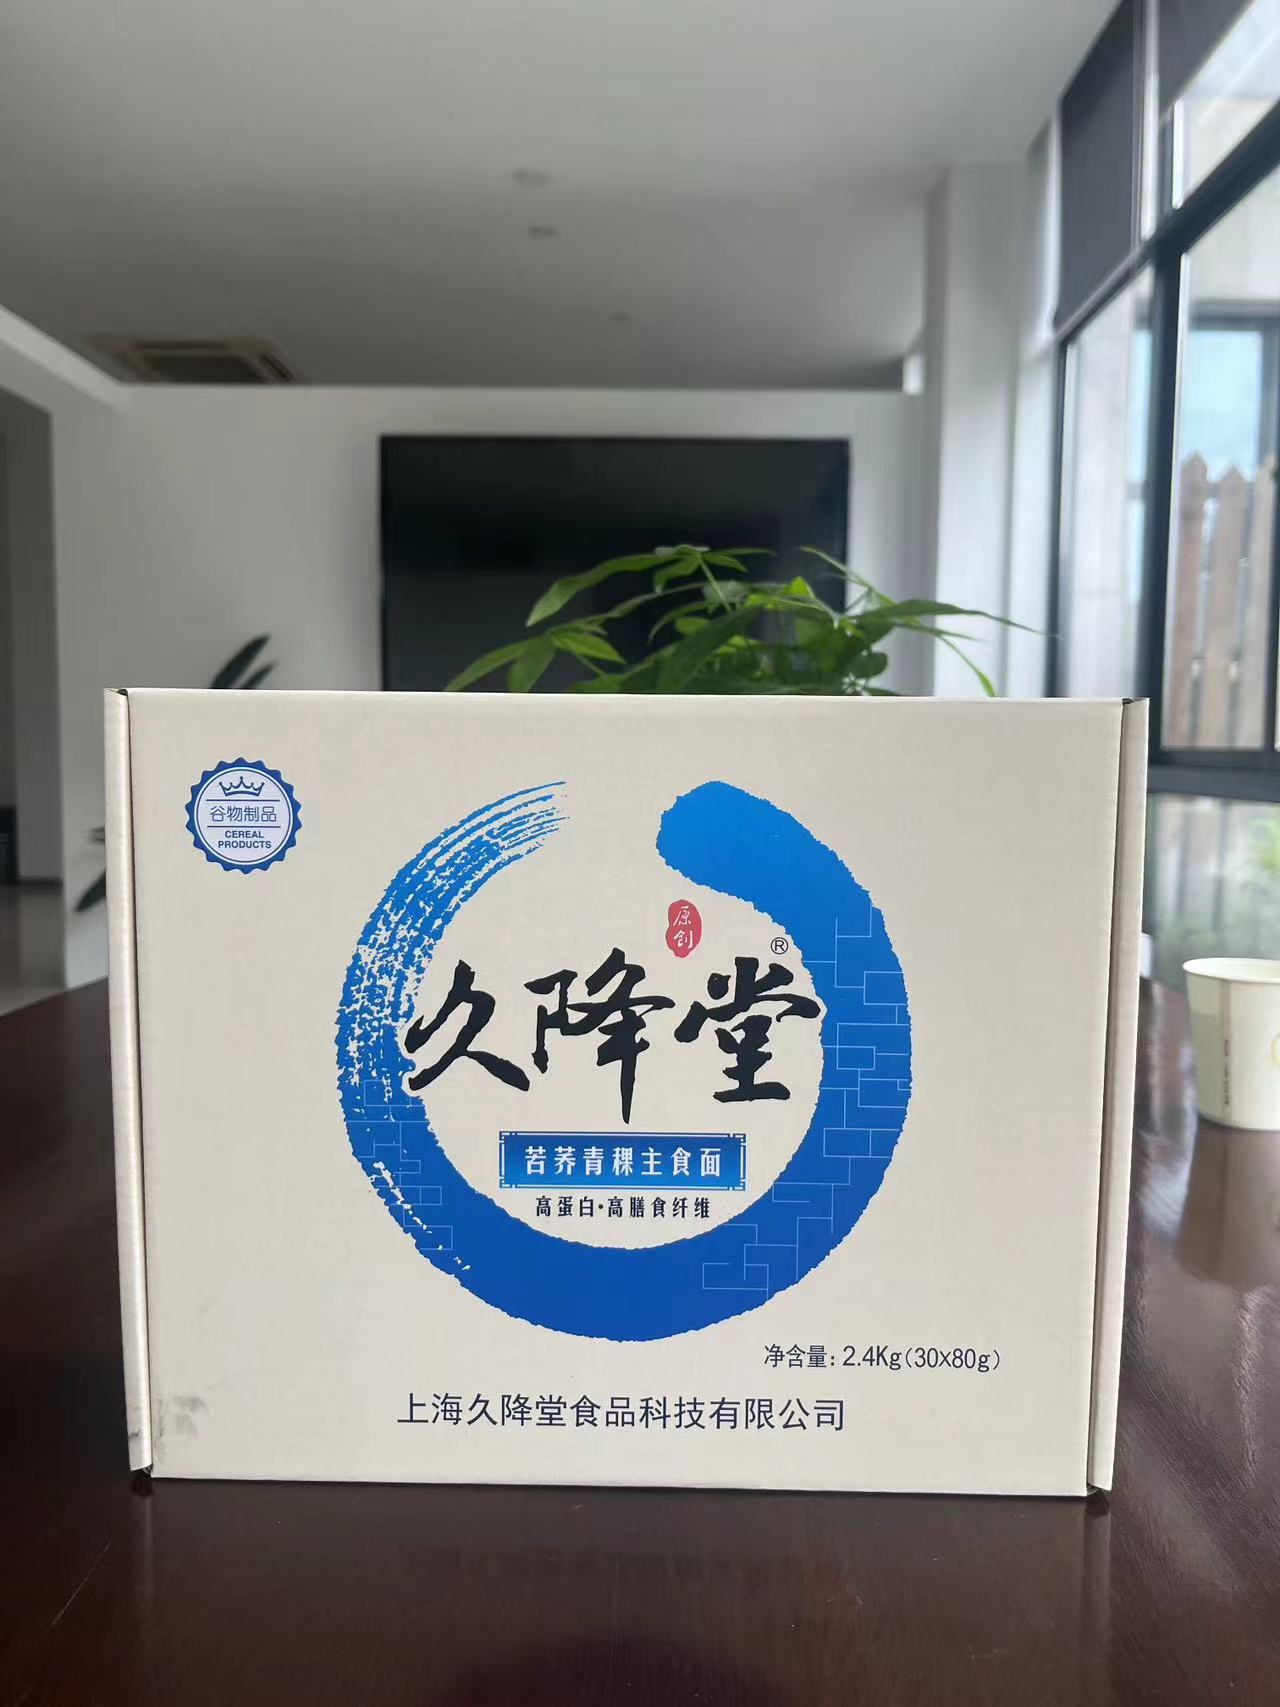 谷物制品
CEREAL
PRODUCTS
原创
久降堂®
苦荞青稞主食面
高蛋白·高膳食纤维
净含量: 2.4Kg(30X80g)
上海久降堂食品科技有限公司